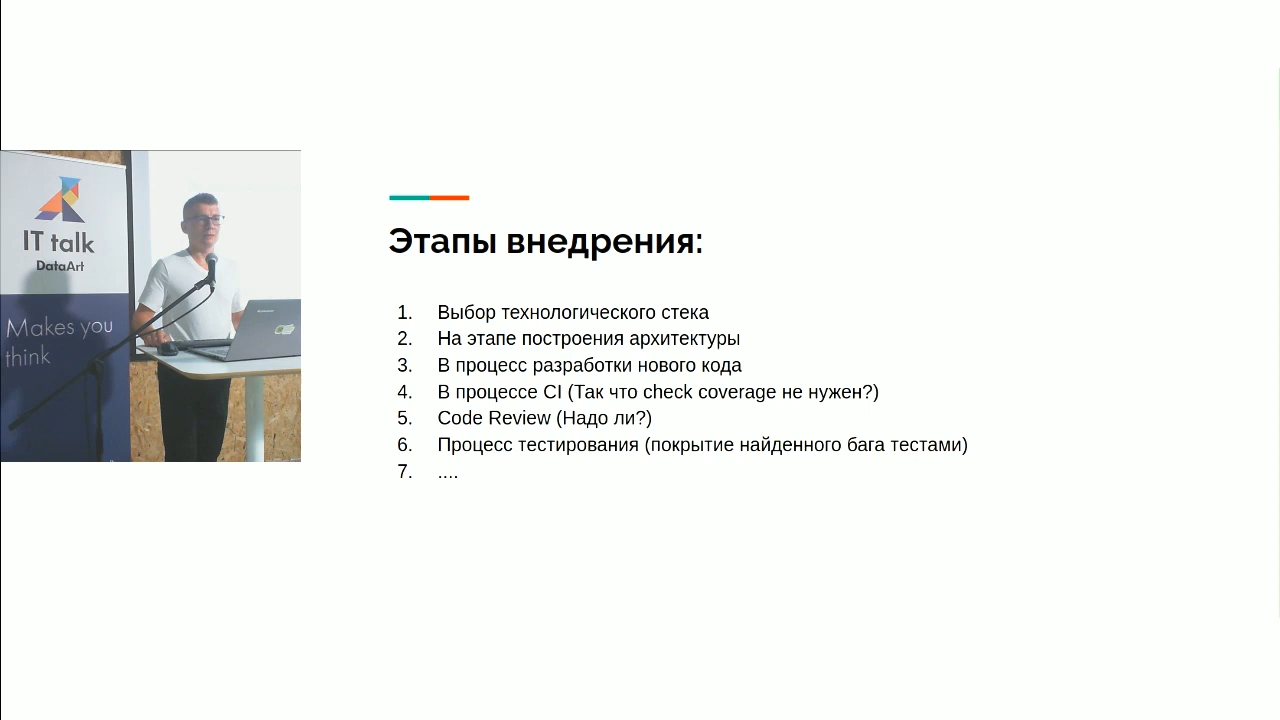 IT talk
DataArt
Makes you
think
Этапы внедрения:
1. Выбор технологического стека
2. На этапе построения архитектуры
3. В процесс разработки нового кода
4. В процессе CI (Так что check coverage не нужен?)
5. Code Review (Надо ли?)
6. Процесс тестирования (покрытие найденного бага тестами)
7. ....